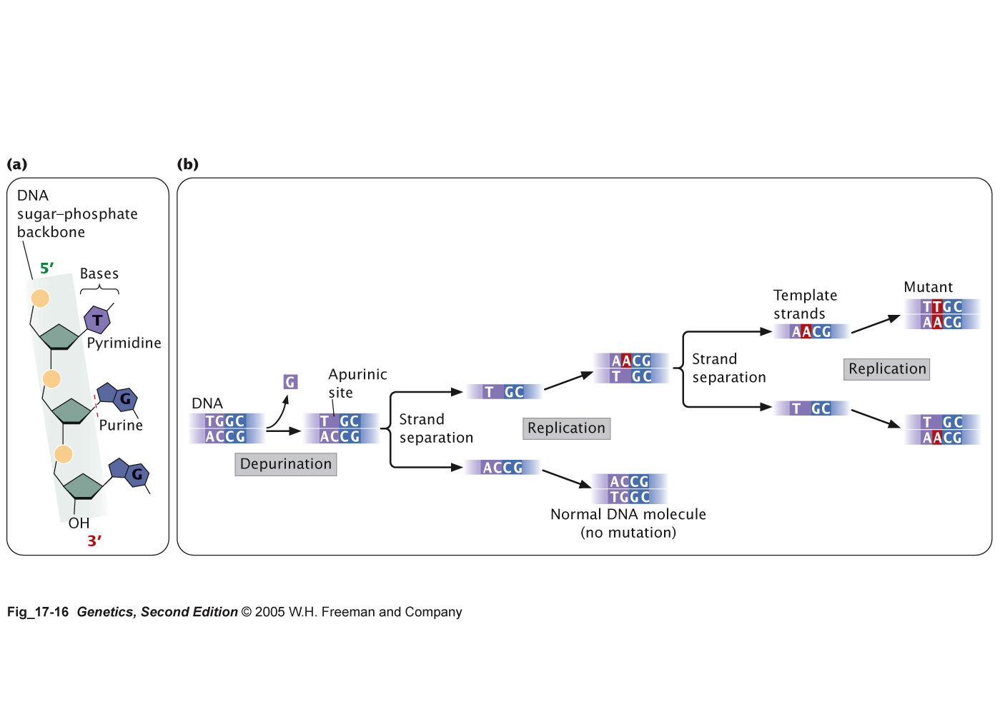 (a)
DNA
sugar–phosphate
backbone
5′
Bases
T
Pyrimidine
G
Purine
G
OH
3′
(b)
DNA
TGGC
ACCG
Depurination
G
Apurinic
site
T GC
ACCG
Strand
separation
T GC
ACCG
Replication
AACG
T GC
ACCG
TGGC
Normal DNA molecule
(no mutation)
Strand
separation
Template
strands
AACG
T GC
Replication
Mutant
TTGC
AACG
T GC
AACG
Fig_17-16 Genetics, Second Edition © 2005 W.H. Freeman and Company